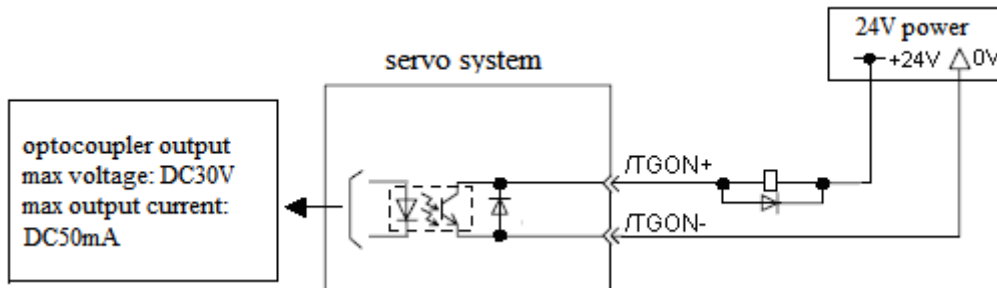 24V power
+24V 0V
servo system
optocoupler output
max voltage: DC30V
max output current:
DC50mA
/TGON+
/TGON-